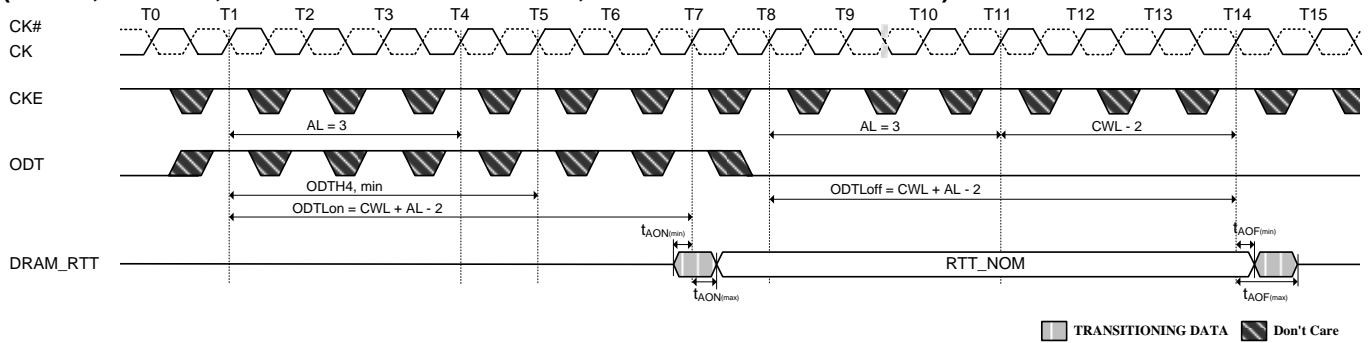 T0 T1 T2 T3 T4 T5 T6 T7 T8 T9 T10 T11 T12 T13 T14 T15
CK#
CK
CKE
AL = 3 AL = 3 CWL - 2
ODT
ODTH4, min ODTLoff = CWL + AL - 2
ODTLon = CWL + AL - 2
tAON(min) tAOF(min)
DRAM_RTT RTT_NOM
tAON(max) tAOF(max)
TRANSITIONING DATA Don't Care